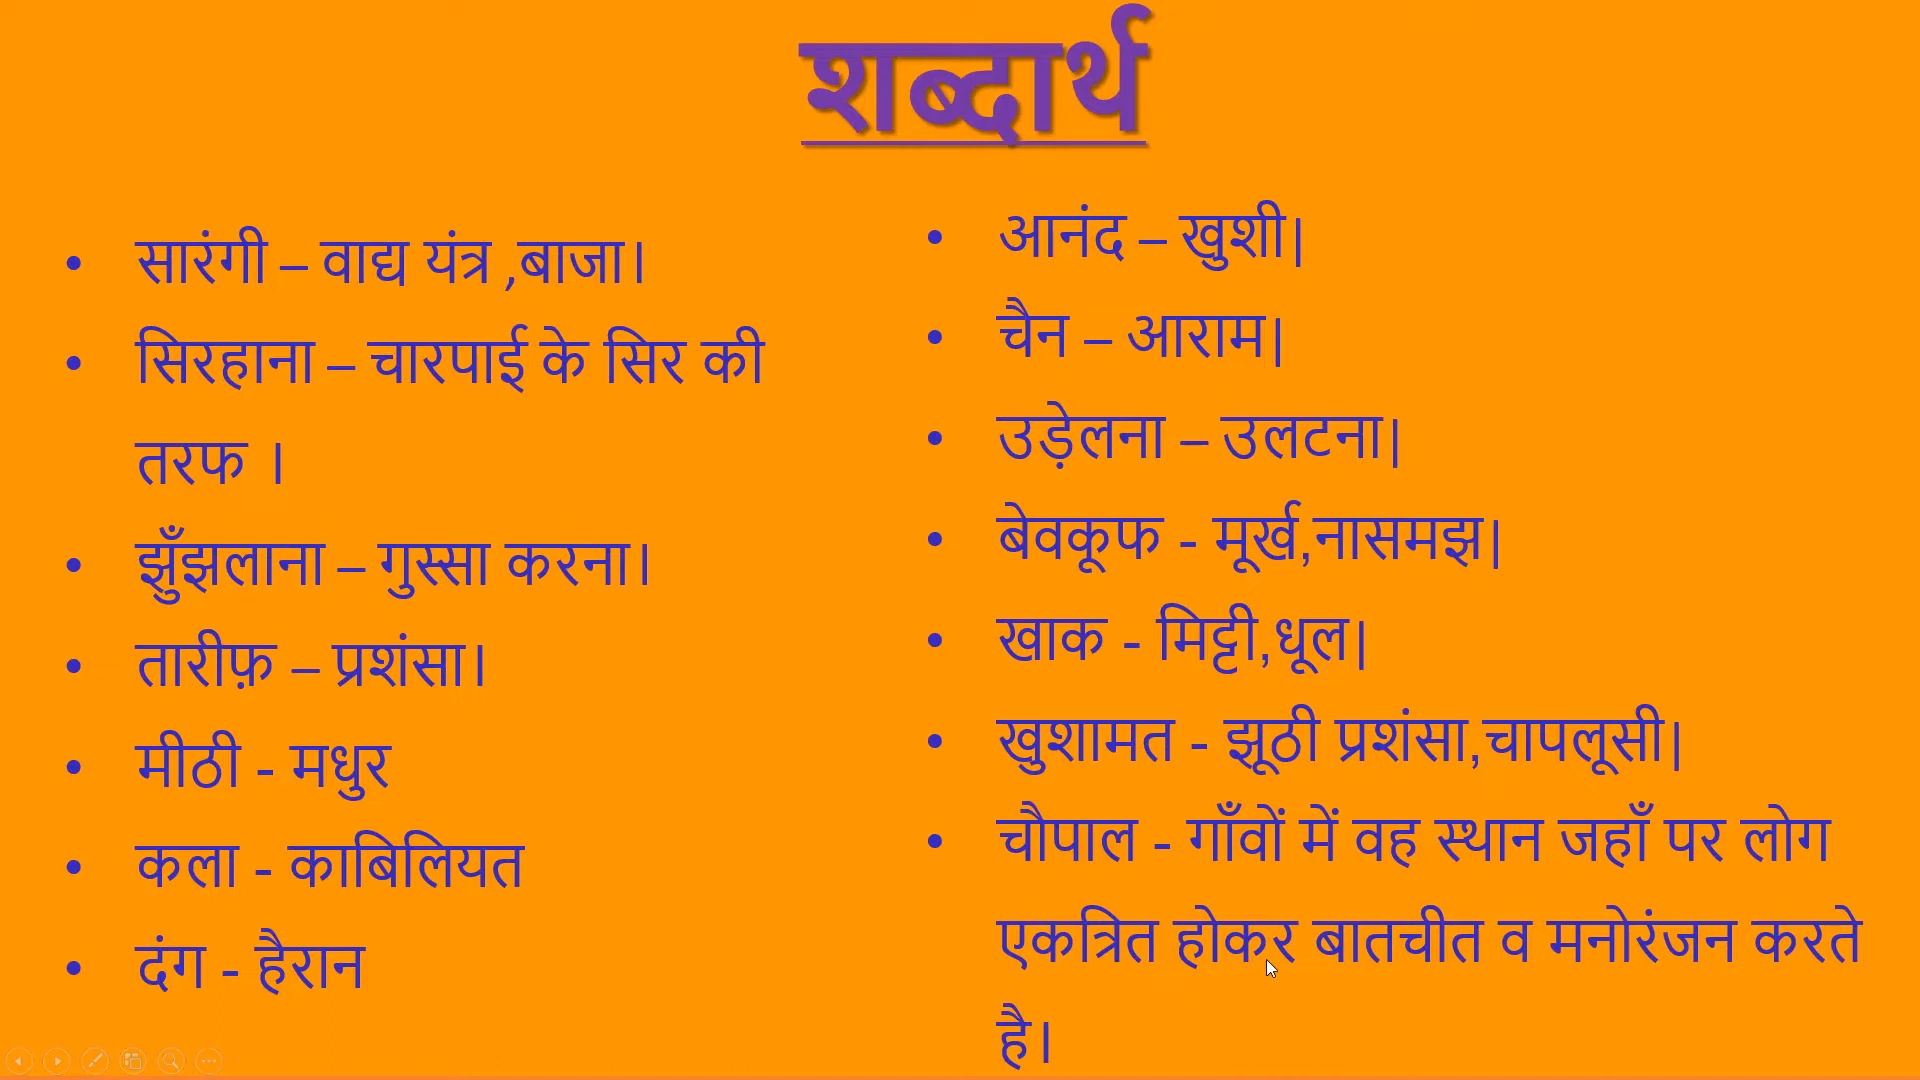 शब्दार्थ
• सारंगी – वाद्य यंत्र ,बाजा।
• सिरहाना – चारपाई के सिर की
तरफ ।
• झुँझलाना – गुस्सा करना।
• तारीफ़ – प्रशंसा।
• मीठी - मधुर
• कला - काबिलियत
• दंग - हैरान
• आनंद – खुशी|
• चैन – आराम|
• उड़ेलना – उलटना|
• बेवकूफ - मूर्ख,नासमझ|
• खाक - मिट्टी,धूल|
• खुशामत - झूठी प्रशंसा,चापलूसी|
• चौपाल - गाँवों में वह स्थान जहाँ पर लोग
एकत्रित होकर बातचीत व मनोरंजन करते
है।